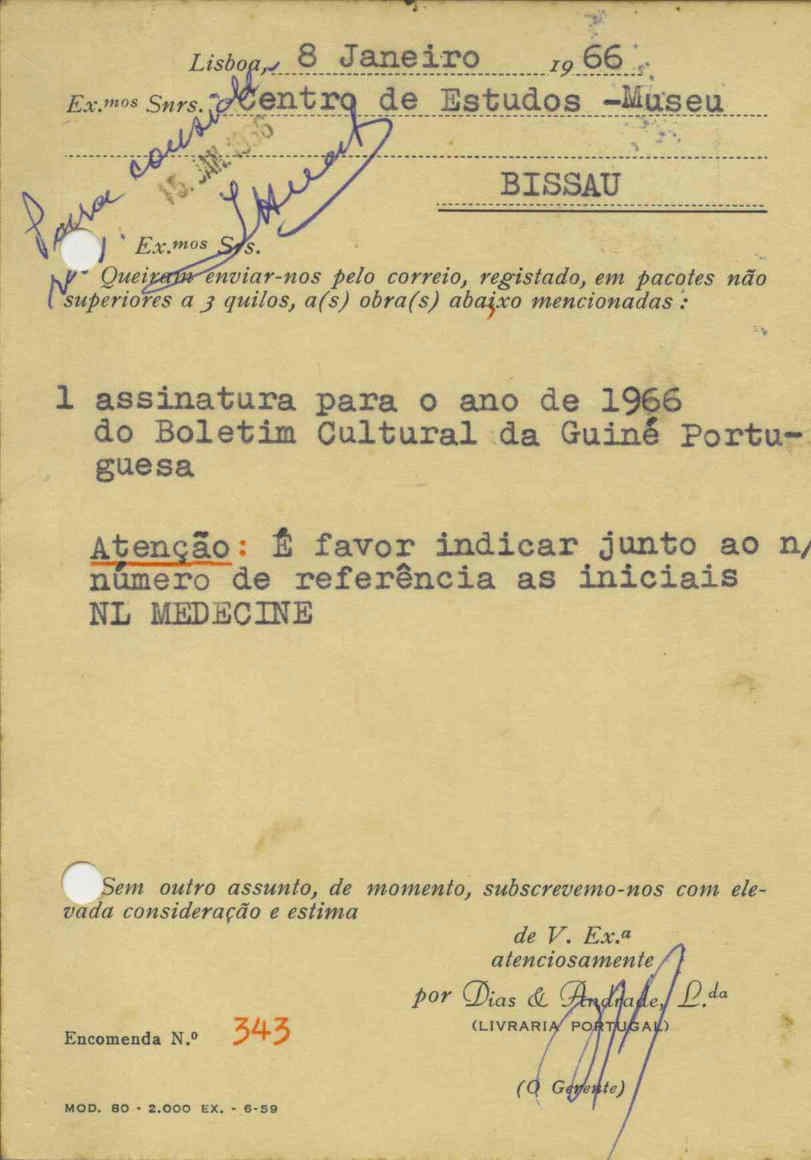 Lisboa, 8 Janeiro 1966
Ex.mos Snrs. Centro de Estudos -Museu
15. JAN. 1966
BISSAU
Ex.mos Srs.
Queiram enviar-nos pelo correio, registado, em pacotes não
superiores a 3 quilos, a(s) obra(s) abaixo mencionadas :
1 assinatura para o ano de 1966
do Boletim Cultural da Guiné Portu-
guesa
Atenção: É favor indicar junto ao n/
número de referência as iniciais
NL MEDECINE
Sem outro assunto, de momento, subscrevemo-nos com ele-
vada consideração e estima
de V. Ex.ª
atenciosamente
por Dias & Andrade, L.da
(LIVRARIA PORTUGAL)
Encomenda N.º 343
(O Gerente)
MOD. 80 - 2.000 EX. - 6-59